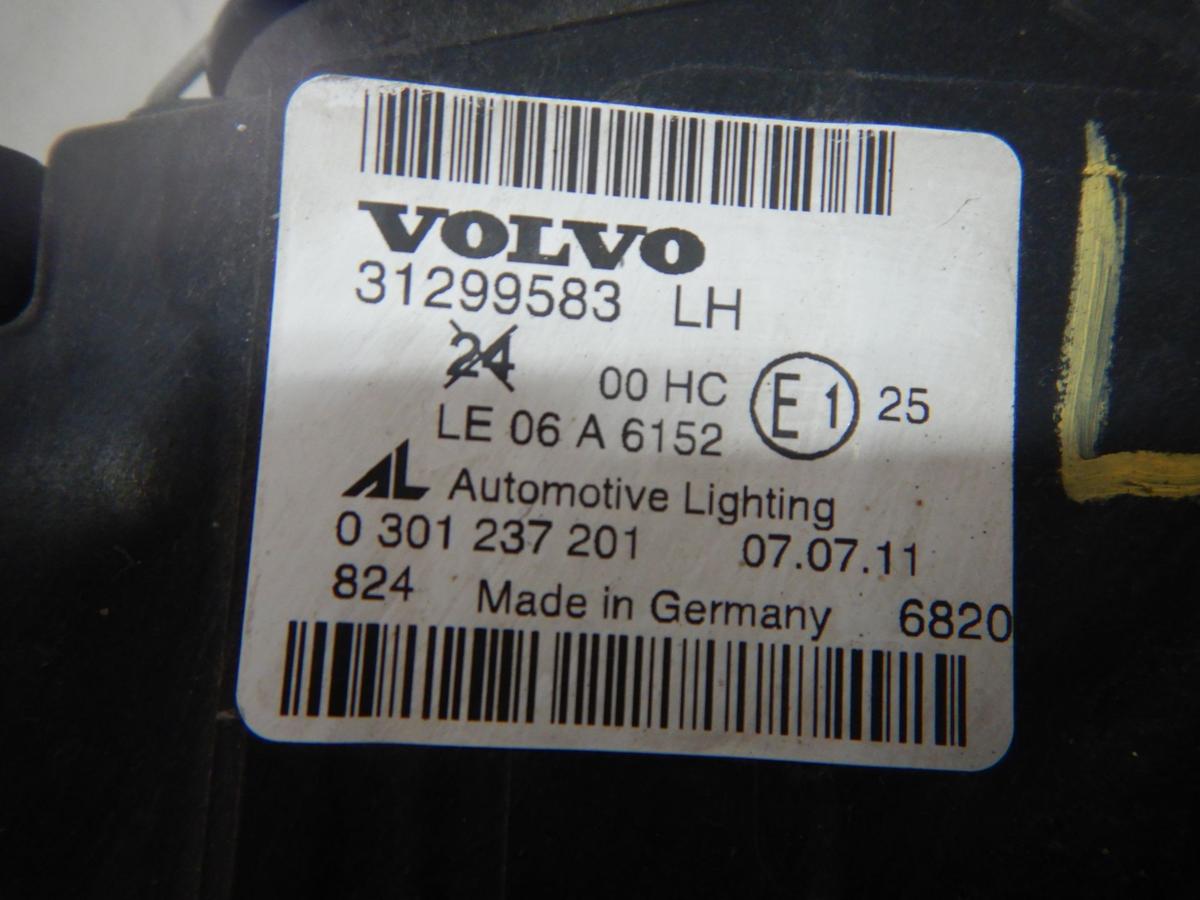 VOLVO
31299583 LH
24
00 HC E1 25
LE 06 A 6152
AL Automotive Lighting
0 301 237 201 07.07.11
824 Made in Germany 6820
L